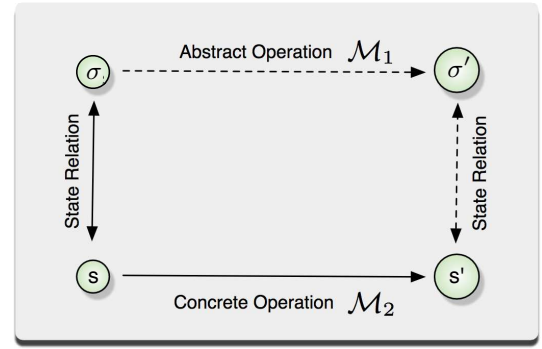 Abstract Operation ℳ₁
σ
σ′
State Relation
State Relation
s
s'
Concrete Operation ℳ₂